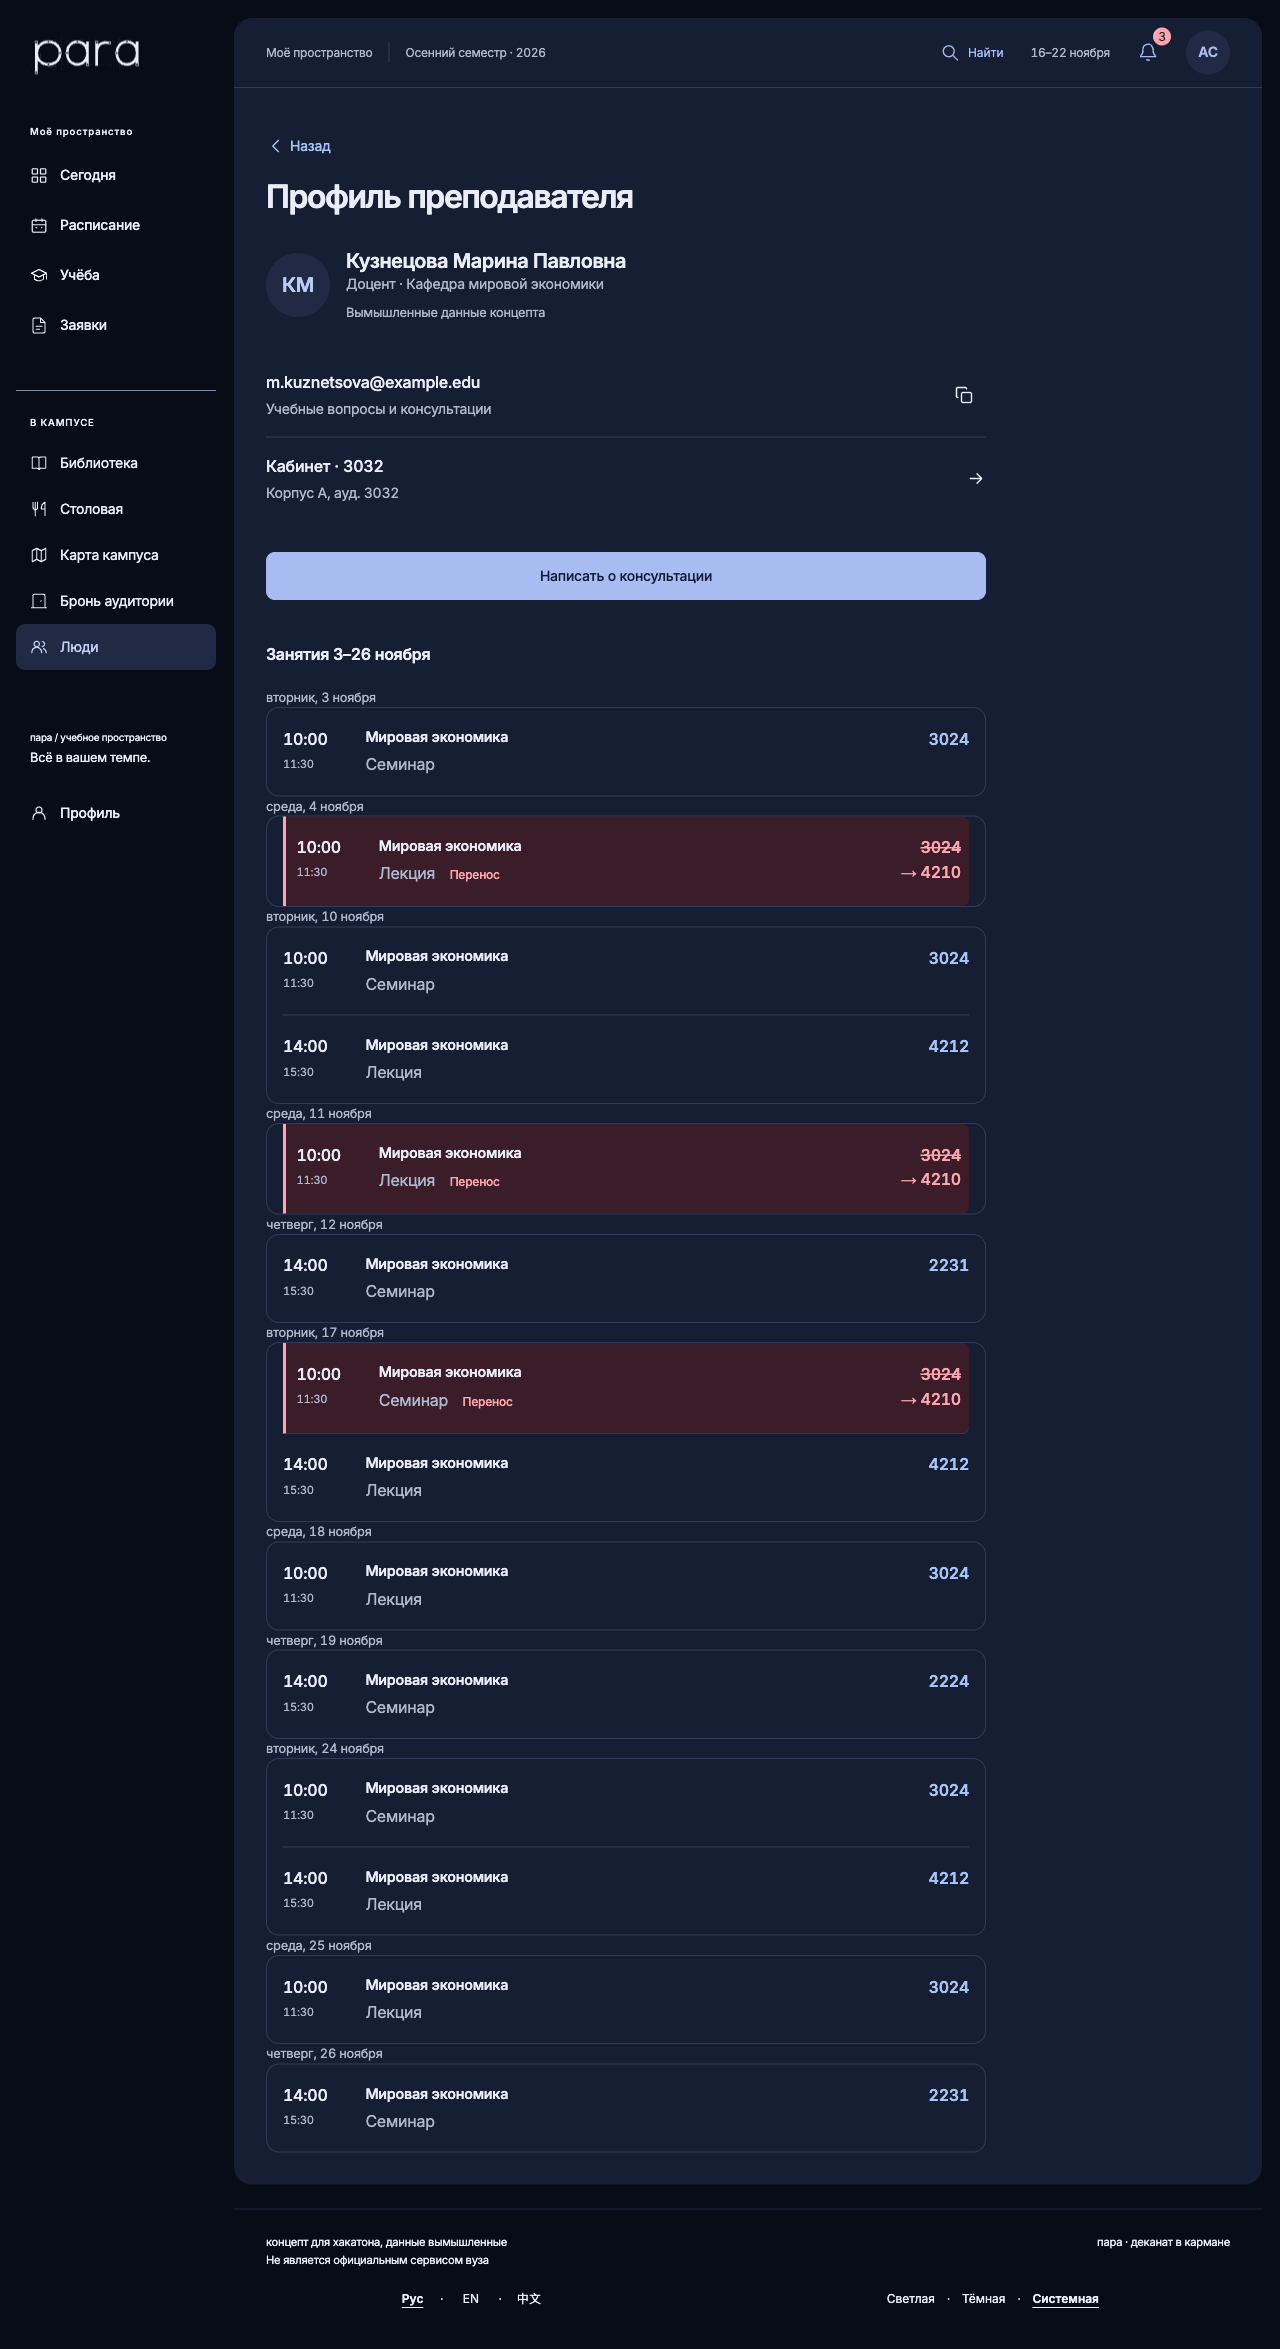 para
Моё пространство
Сегодня
Расписание
Учёба
Заявки
В КАМПУСЕ
Библиотека
Столовая
Карта кампуса
Бронь аудитории
Люди
пара / учебное пространство
Всё в вашем темпе.
Профиль
Моё пространство
Осенний семестр · 2026
Найти
16–22 ноября
3
АС
Назад
Профиль преподавателя
КМ
Кузнецова Марина Павловна
Доцент · Кафедра мировой экономики
Вымышленные данные концепта
m.kuznetsova@example.edu
Учебные вопросы и консультации
Кабинет · 3032
Корпус А, ауд. 3032
→
Написать о консультации
Занятия 3–26 ноября
вторник, 3 ноября
10:00 Мировая экономика 3024
11:30 Семинар
среда, 4 ноября
10:00 Мировая экономика 3024
11:30 Лекция Перенос → 4210
вторник, 10 ноября
10:00 Мировая экономика 3024
11:30 Семинар
14:00 Мировая экономика 4212
15:30 Лекция
среда, 11 ноября
10:00 Мировая экономика 3024
11:30 Лекция Перенос → 4210
четверг, 12 ноября
14:00 Мировая экономика 2231
15:30 Семинар
вторник, 17 ноября
10:00 Мировая экономика 3024
11:30 Семинар Перенос → 4210
14:00 Мировая экономика 4212
15:30 Лекция
среда, 18 ноября
10:00 Мировая экономика 3024
11:30 Лекция
четверг, 19 ноября
14:00 Мировая экономика 2224
15:30 Семинар
вторник, 24 ноября
10:00 Мировая экономика 3024
11:30 Семинар
14:00 Мировая экономика 4212
15:30 Лекция
среда, 25 ноября
10:00 Мировая экономика 3024
11:30 Лекция
четверг, 26 ноября
14:00 Мировая экономика 2231
15:30 Семинар
концепт для хакатона, данные вымышленные
Не является официальным сервисом вуза
пара · деканат в кармане
Рус · EN · 中文
Светлая · Тёмная · Системная